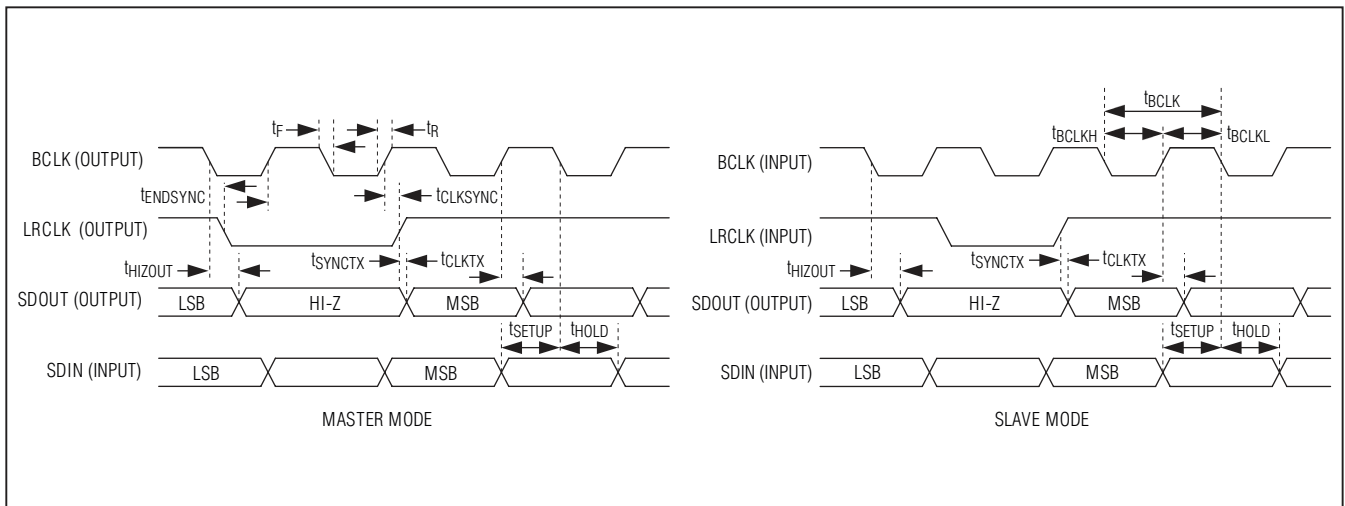 tF
tR
BCLK (OUTPUT)
tENDSYNC
tCLKSYNC
LRCLK (OUTPUT)
tSYNCTX
tCLKTX
tHIZOUT
SDOUT (OUTPUT)
LSB
HI-Z
MSB
tSETUP
tHOLD
SDIN (INPUT)
LSB
MSB
MASTER MODE
tBCLK
tBCLKH
tBCLKL
BCLK (INPUT)
LRCLK (INPUT)
tSYNCTX
tCLKTX
tHIZOUT
SDOUT (OUTPUT)
LSB
HI-Z
MSB
tSETUP
tHOLD
SDIN (INPUT)
LSB
MSB
SLAVE MODE